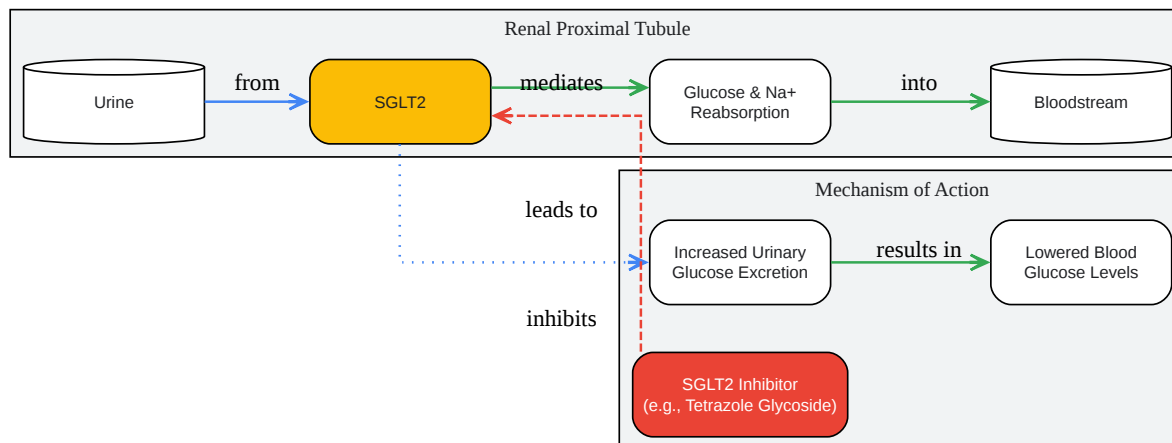 Renal Proximal Tubule
Urine
from
SGLT2
mediates
Glucose & Na+
Reabsorption
into
Bloodstream
Mechanism of Action
leads to
Increased Urinary
Glucose Excretion
results in
Lowered Blood
Glucose Levels
inhibits
SGLT2 Inhibitor
(e.g., Tetrazole Glycoside)